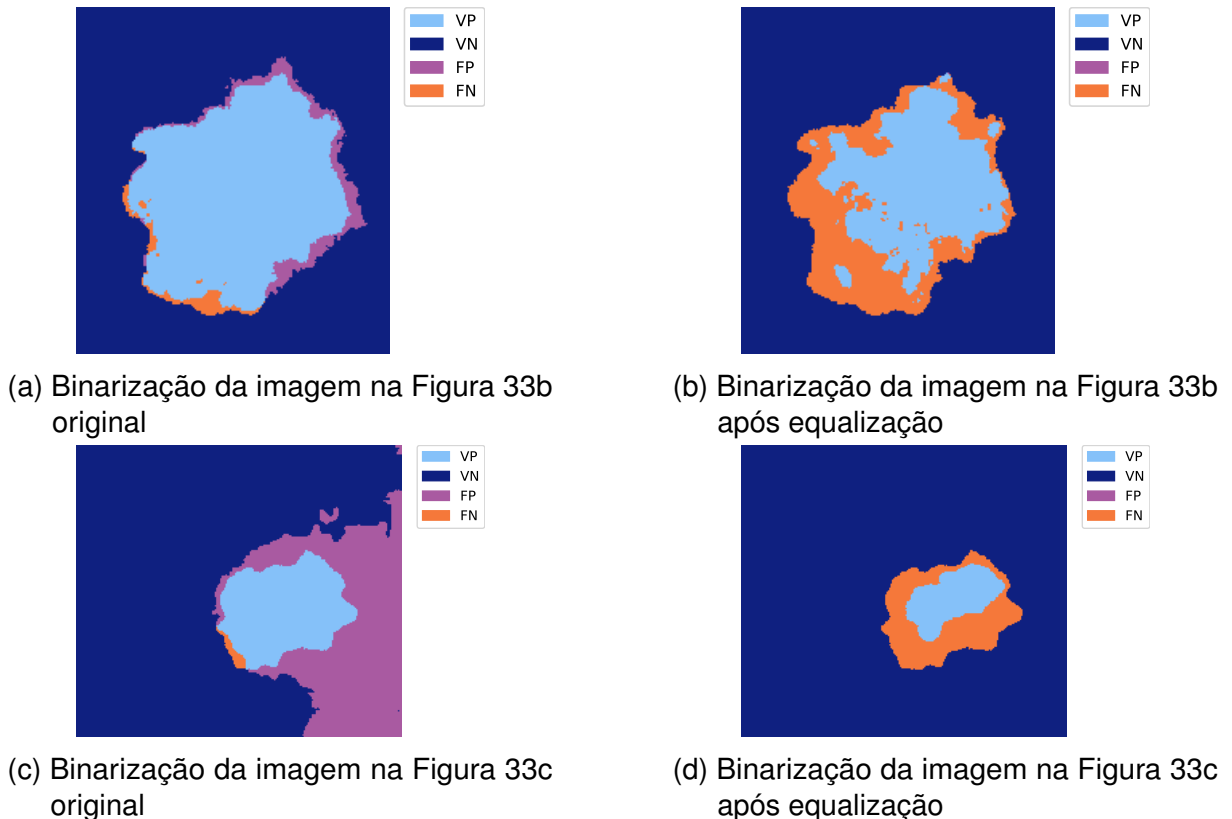 VP
VN
FP
FN
VP
VN
FP
FN
(a) Binarização da imagem na Figura 33b
original
(b) Binarização da imagem na Figura 33b
após equalização
VP
VN
FP
FN
VP
VN
FP
FN
(c) Binarização da imagem na Figura 33c
original
(d) Binarização da imagem na Figura 33c
após equalização